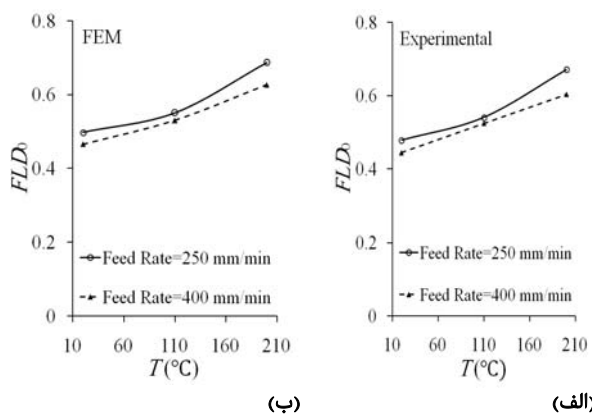 FEM
FLD0
0.8
0.6
0.4
0.2
0
Feed Rate=250 mm/min
Feed Rate=400 mm/min
10 60 110 160 210
T(°C)
(ب)
Experimental
FLD0
0.8
0.6
0.4
0.2
0
Feed Rate=250 mm/min
Feed Rate=400 mm/min
10 60 110 160 210
T(°C)
(الف)